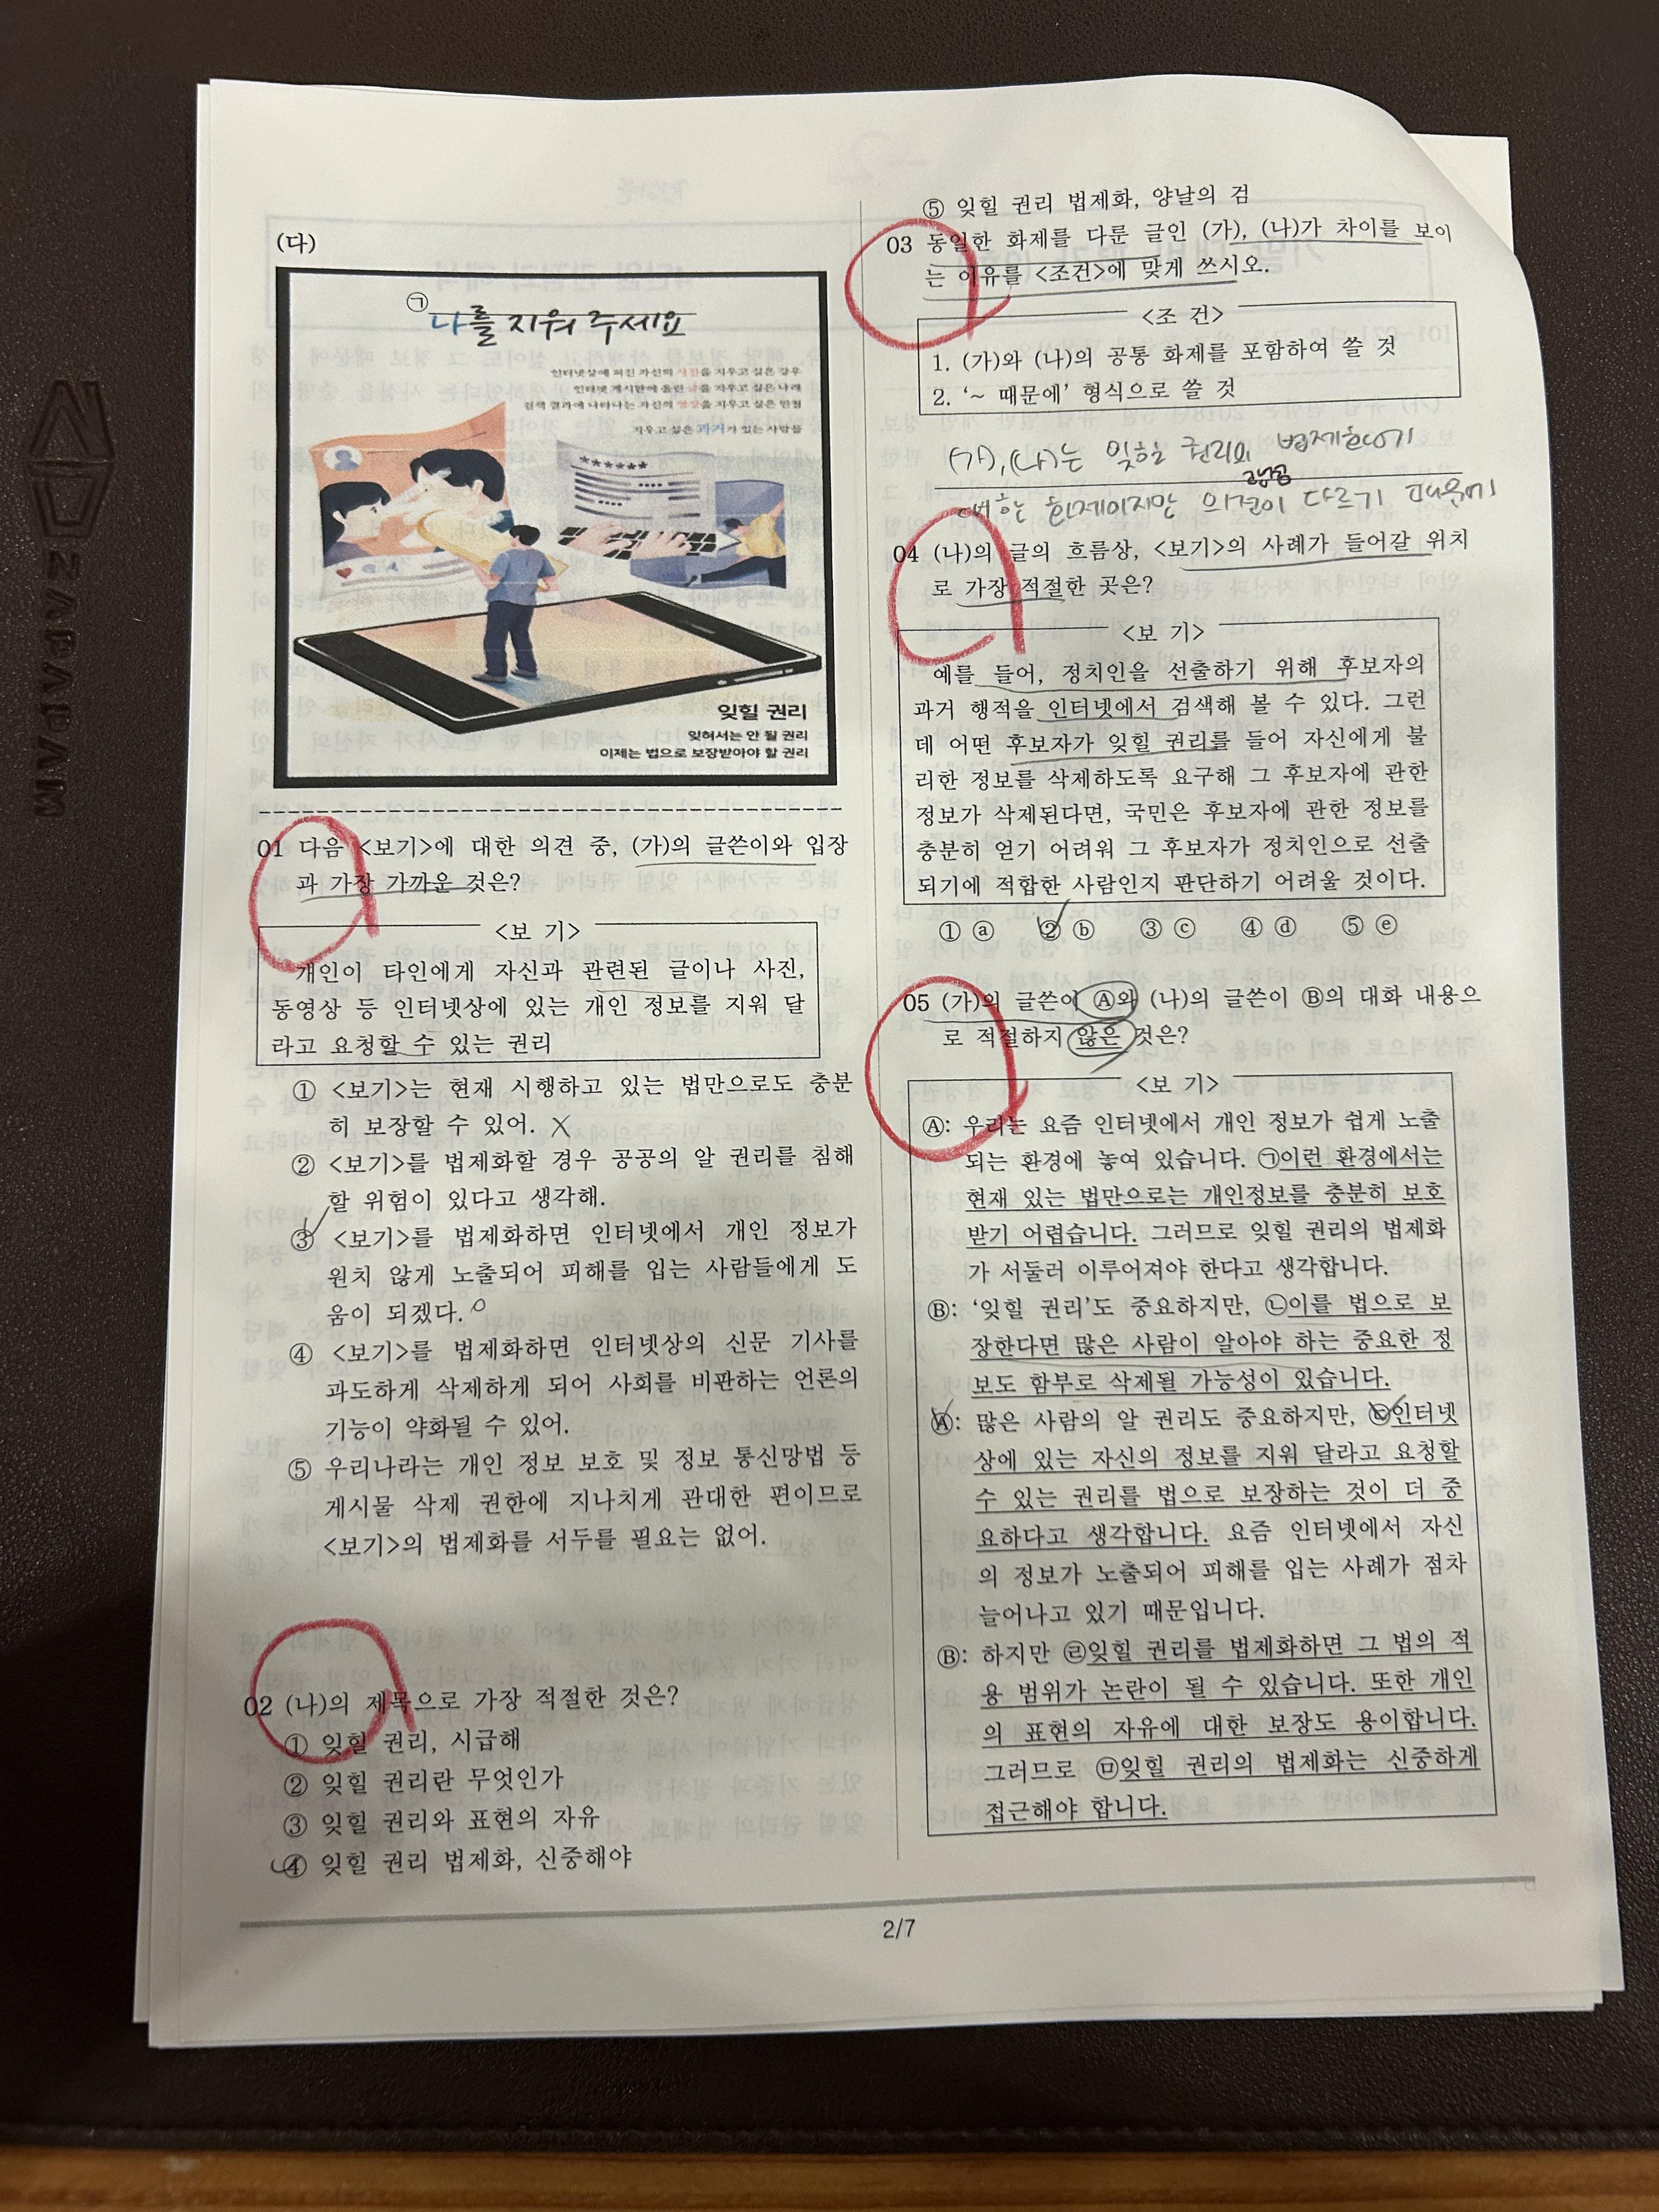 (다)
㉠
나를 지워 주세요
인터넷상에 퍼진 자신의 사진을 지우고 싶은 강우
인터넷 게시판에 올린 글을 지우고 싶은 나래
검색 결과에 나타나는 자신의 영상을 지우고 싶은 민철
지우고 싶은 과거가 있는 사람들
잊힐 권리
잊혀서는 안 될 권리
이제는 법으로 보장받아야 할 권리
01 다음 <보기>에 대한 의견 중, (가)의 글쓴이와 입장
과 가장 가까운 것은?
<보 기>
개인이 타인에게 자신과 관련된 글이나 사진,
동영상 등 인터넷상에 있는 개인 정보를 지워 달
라고 요청할 수 있는 권리
① <보기>는 현재 시행하고 있는 법만으로도 충분
히 보장할 수 있어. X
② <보기>를 법제화할 경우 공공의 알 권리를 침해
할 위험이 있다고 생각해.
③ <보기>를 법제화하면 인터넷에서 개인 정보가
원치 않게 노출되어 피해를 입는 사람들에게 도
움이 되겠다. O
④ <보기>를 법제화하면 인터넷상의 신문 기사를
과도하게 삭제하게 되어 사회를 비판하는 언론의
기능이 약화될 수 있어.
⑤ 우리나라는 개인 정보 보호 및 정보 통신망법 등
게시물 삭제 권한에 지나치게 관대한 편이므로
<보기>의 법제화를 서두를 필요는 없어.
02 (나)의 제목으로 가장 적절한 것은?
① 잊힐 권리, 시급해
② 잊힐 권리란 무엇인가
③ 잊힐 권리와 표현의 자유
④ 잊힐 권리 법제화, 신중해야
⑤ 잊힐 권리 법제화, 양날의 검
03 동일한 화제를 다룬 글인 (가), (나)가 차이를 보이
는 이유를 <조건>에 맞게 쓰시오.
<조 건>
1. (가)와 (나)의 공통 화제를 포함하여 쓸 것
2. '~ 때문에' 형식으로 쓸 것
(가),(나)는 잊힐 권리의 법제화에
대한 화제이지만 의견이 다르기 때문에
04 (나)의 글의 흐름상, <보기>의 사례가 들어갈 위치
로 가장 적절한 곳은?
<보 기>
예를 들어, 정치인을 선출하기 위해 후보자의
과거 행적을 인터넷에서 검색해 볼 수 있다. 그런
데 어떤 후보자가 잊힐 권리를 들어 자신에게 불
리한 정보를 삭제하도록 요구해 그 후보자에 관한
정보가 삭제된다면, 국민은 후보자에 관한 정보를
충분히 얻기 어려워 그 후보자가 정치인으로 선출
되기에 적합한 사람인지 판단하기 어려울 것이다.
① ⓐ ② ⓑ ③ ⓒ ④ ⓓ ⑤ ⓔ
05 (가)의 글쓴이 Ⓐ와 (나)의 글쓴이 Ⓑ의 대화 내용으
로 적절하지 않은 것은?
<보 기>
Ⓐ: 우리는 요즘 인터넷에서 개인 정보가 쉽게 노출
되는 환경에 놓여 있습니다. ㉠이런 환경에서는
현재 있는 법만으로는 개인정보를 충분히 보호
받기 어렵습니다. 그러므로 잊힐 권리의 법제화
가 서둘러 이루어져야 한다고 생각합니다.
Ⓑ: '잊힐 권리'도 중요하지만, ㉡이를 법으로 보
장한다면 많은 사람이 알아야 하는 중요한 정
보도 함부로 삭제될 가능성이 있습니다.
Ⓐ: 많은 사람의 알 권리도 중요하지만, ㉢인터넷
상에 있는 자신의 정보를 지워 달라고 요청할
수 있는 권리를 법으로 보장하는 것이 더 중
요하다고 생각합니다. 요즘 인터넷에서 자신
의 정보가 노출되어 피해를 입는 사례가 점차
늘어나고 있기 때문입니다.
Ⓑ: 하지만 ㉣잊힐 권리를 법제화하면 그 법의 적
용 범위가 논란이 될 수 있습니다. 또한 개인
의 표현의 자유에 대한 보장도 용이합니다.
그러므로 ㉤잊힐 권리의 법제화는 신중하게
접근해야 합니다.
2/7